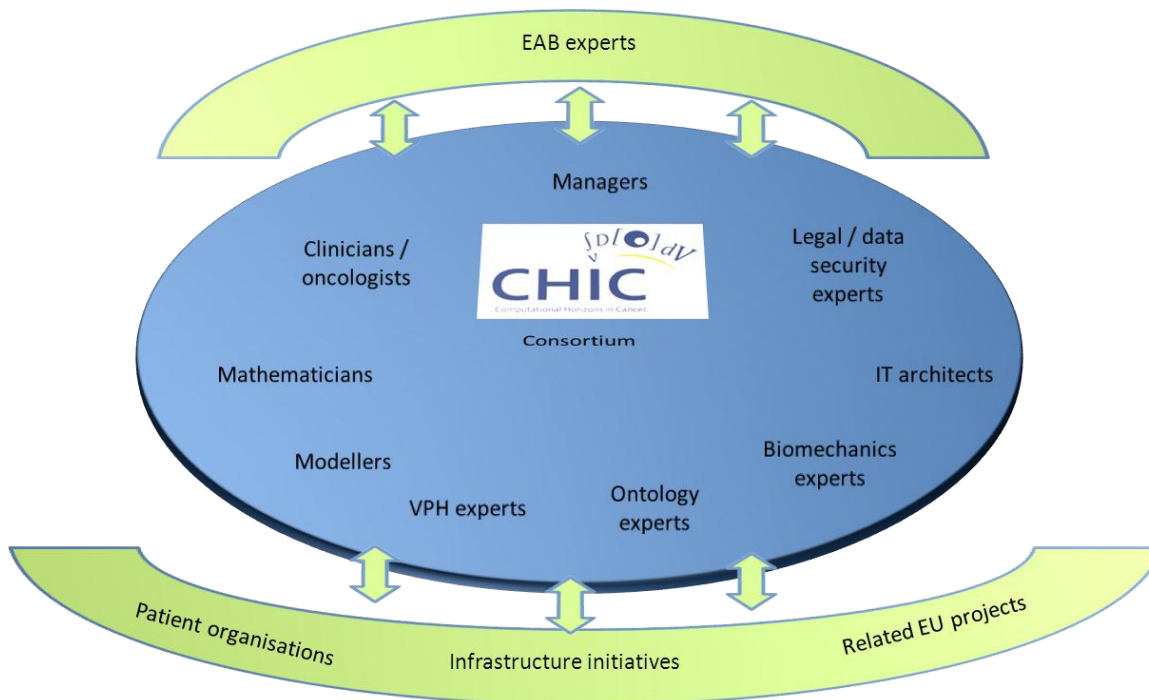 EAB experts
Managers
Clinicians /
oncologists
Legal / data
security
experts
∫D[O]dV
v
CHIC
Computational Horizons in Cancer
Consortium
Mathematicians
IT architects
Modellers
Biomechanics
experts
VPH experts
Ontology
experts
Patient organisations
Infrastructure initiatives
Related EU projects